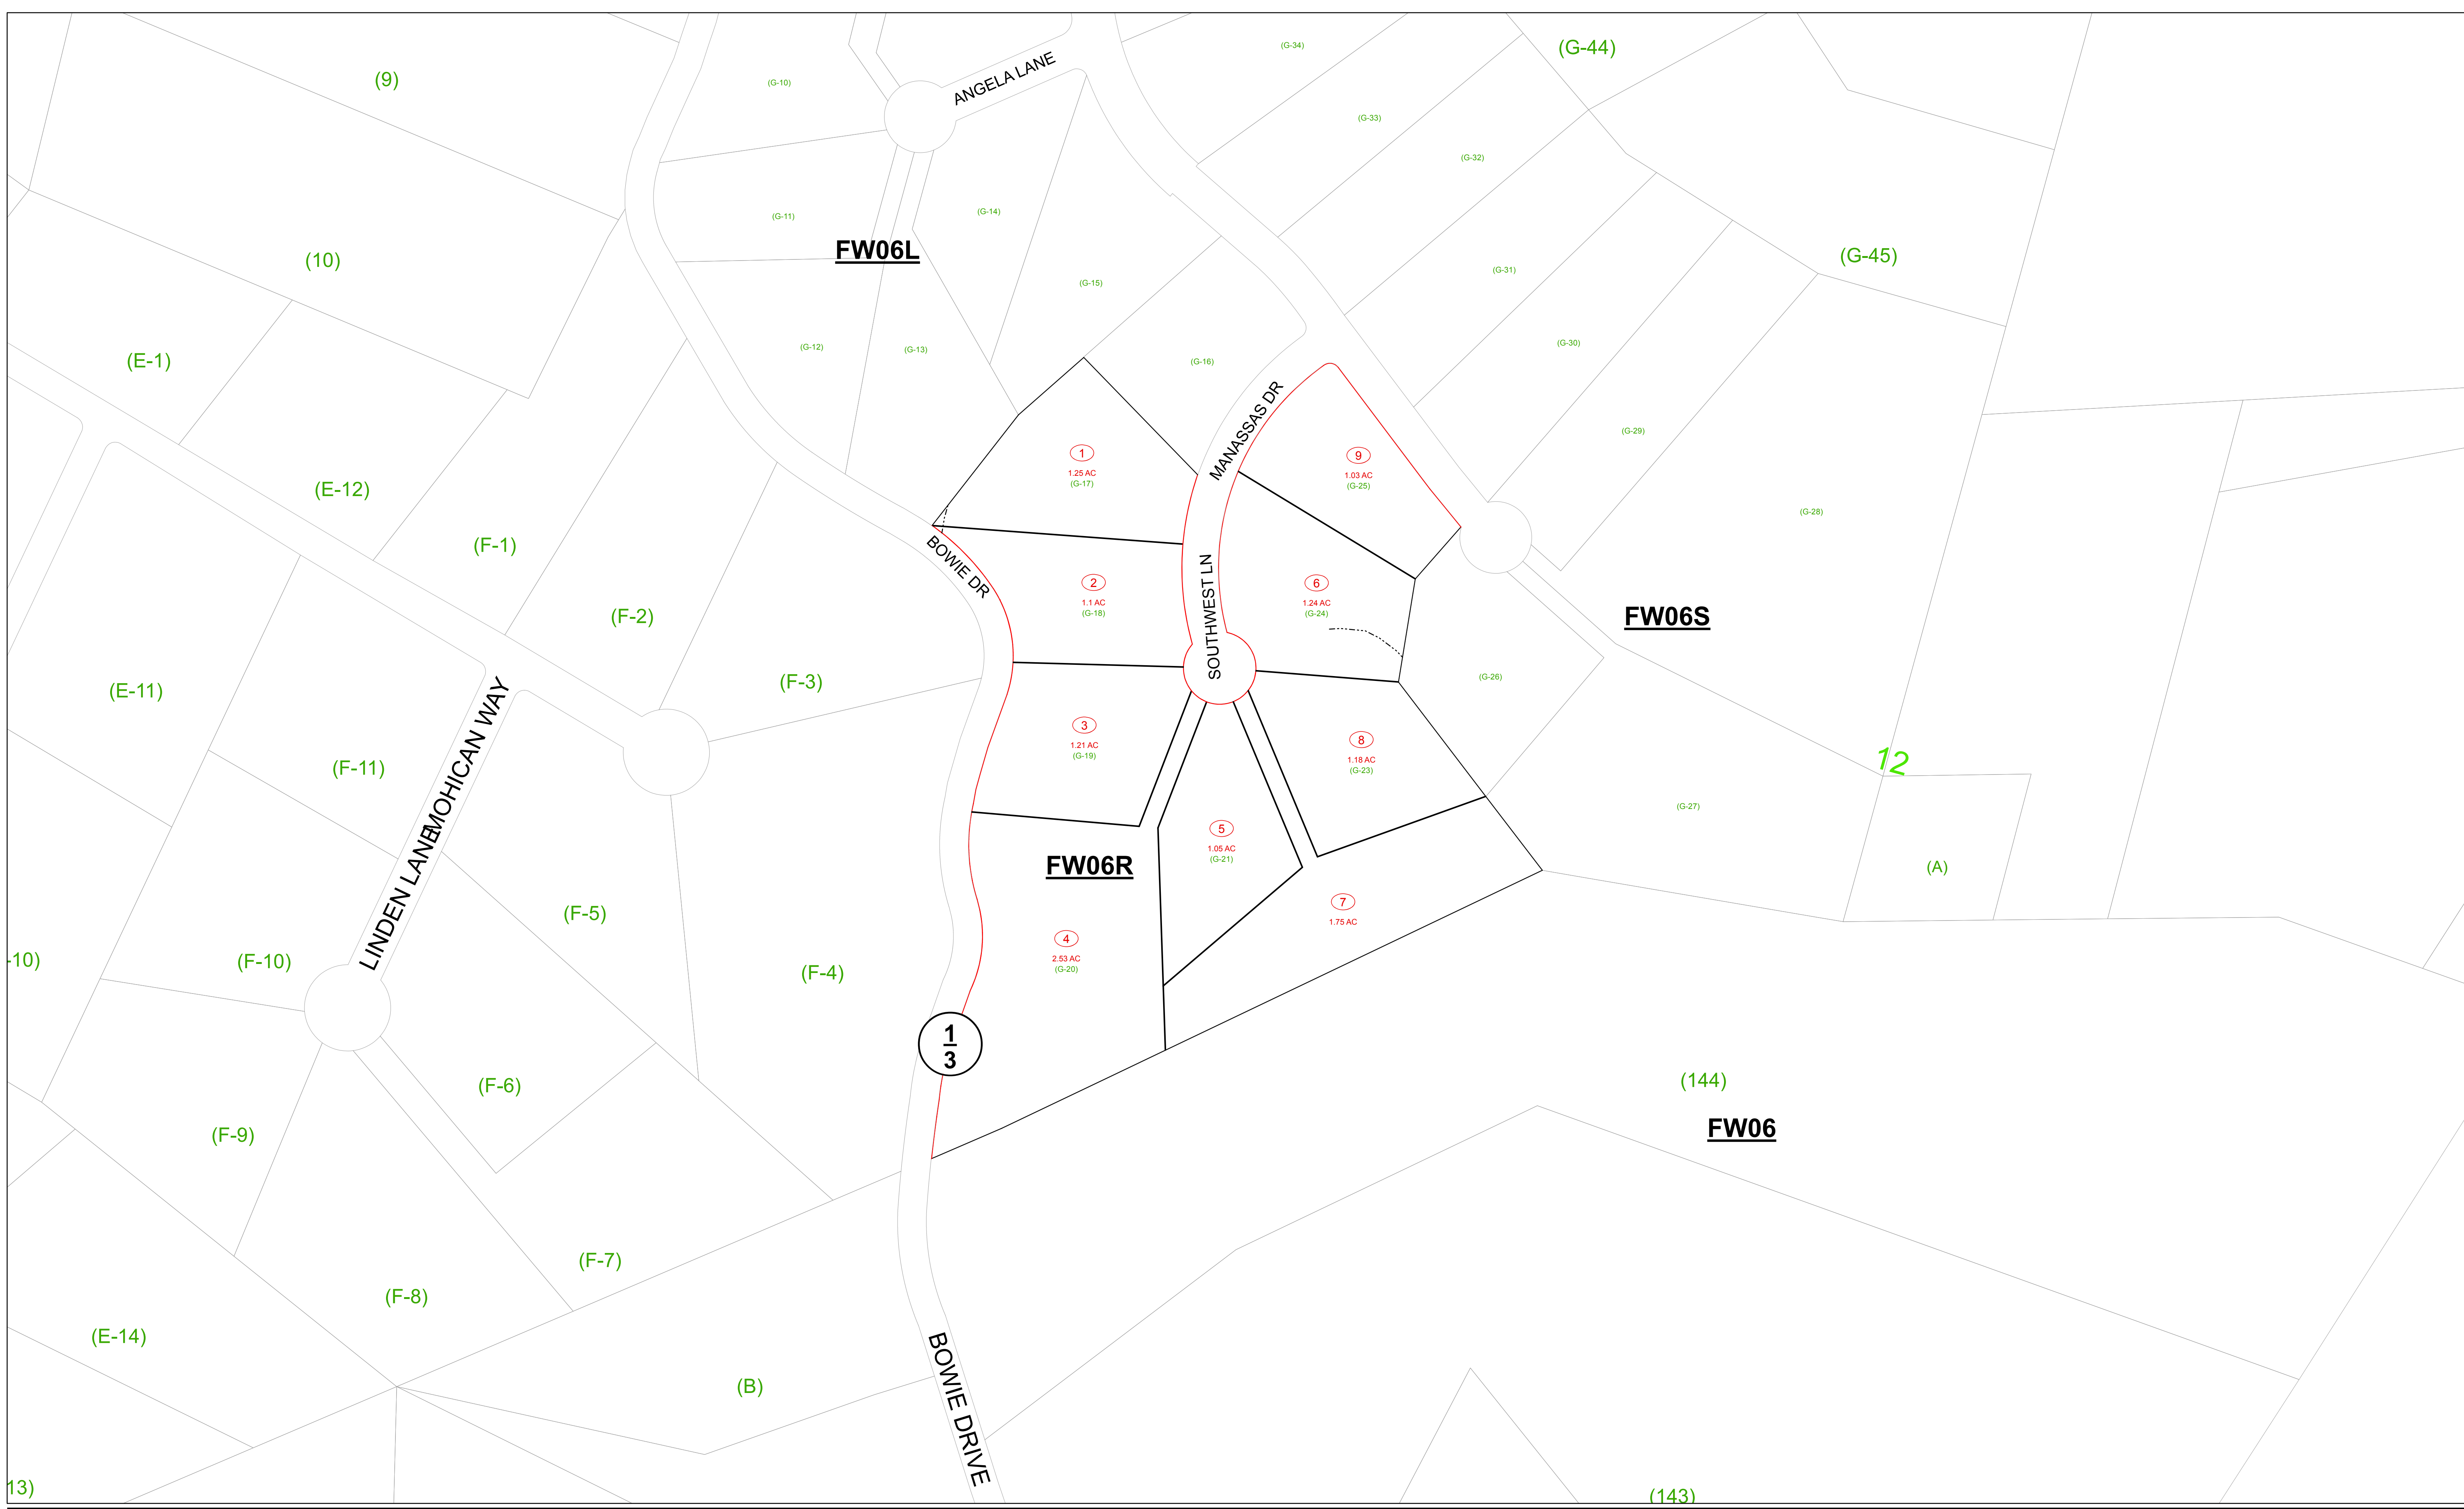 (G-44)
(G-34)
(9)
(G-10)
ANGELA LANE
(G-33)
(G-32)
(G-14)
(G-11)
FW06L
(10)
(G-45)
(G-31)
(G-15)
(G-30)
(G-12)
(G-13)
(G-16)
(E-1)
MANASSAS DR
(G-29)
1
1.25 AC
(G-17)
9
1.03 AC
(G-25)
(E-12)
(G-28)
(F-1)
BOWIE DR
2
1.1 AC
(G-18)
SOUTHWEST LN
6
1.24 AC
(G-24)
(F-2)
FW06S
(G-26)
(F-3)
(E-11)
3
1.21 AC
(G-19)
8
1.18 AC
(G-23)
MOHICAN WAY
(F-11)
12
(G-27)
LINDEN LANE
5
1.05 AC
(G-21)
FW06R
(A)
(F-5)
7
1.75 AC
4
2.53 AC
(G-20)
-10)
(F-10)
(F-4)
1
3
(F-6)
(144)
FW06
(F-9)
(F-7)
(F-8)
(E-14)
(B)
BOWIE DRIVE
13)
(143)